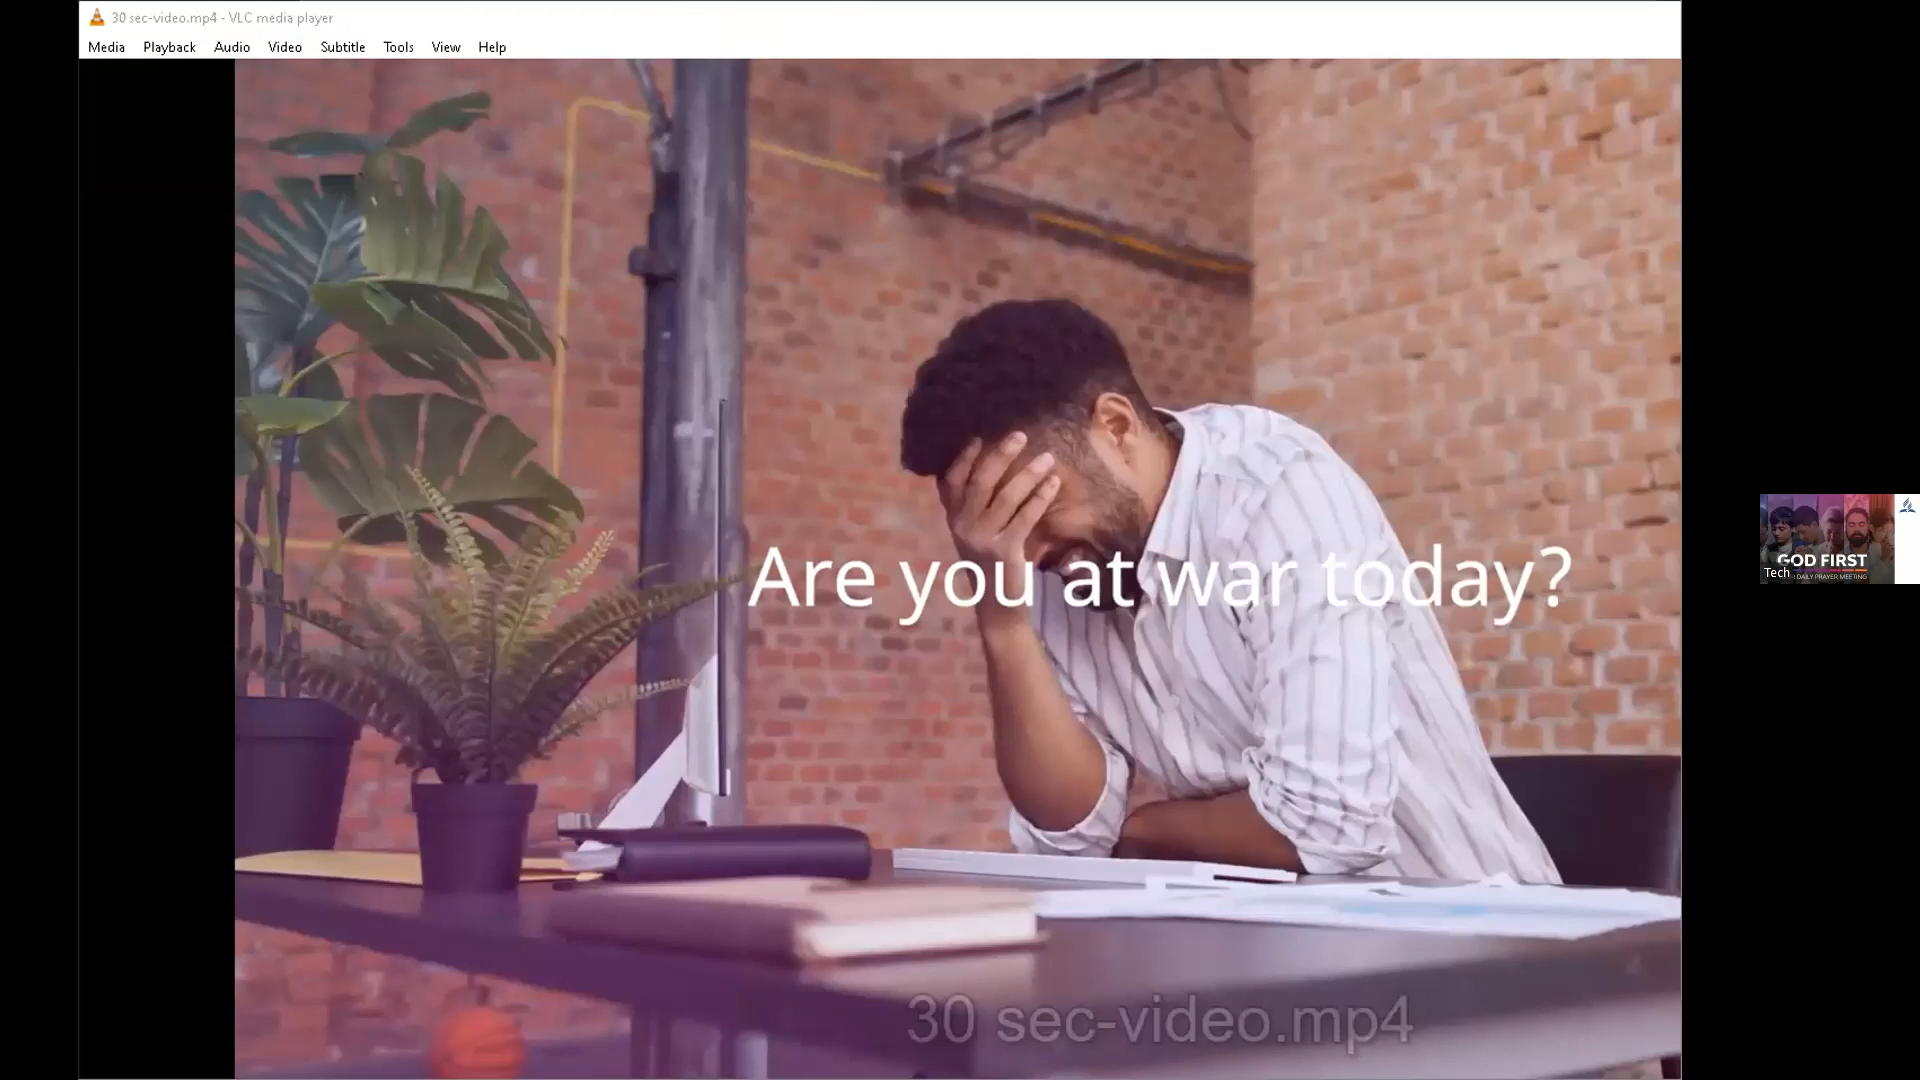 30 sec-video.mp4 - VLC media player
Media Playback Audio Video Subtitle Tools View Help
Are you at war today?
30 sec-video.mp4
GOD FIRST
Tech
DAILY PRAYER MEETING